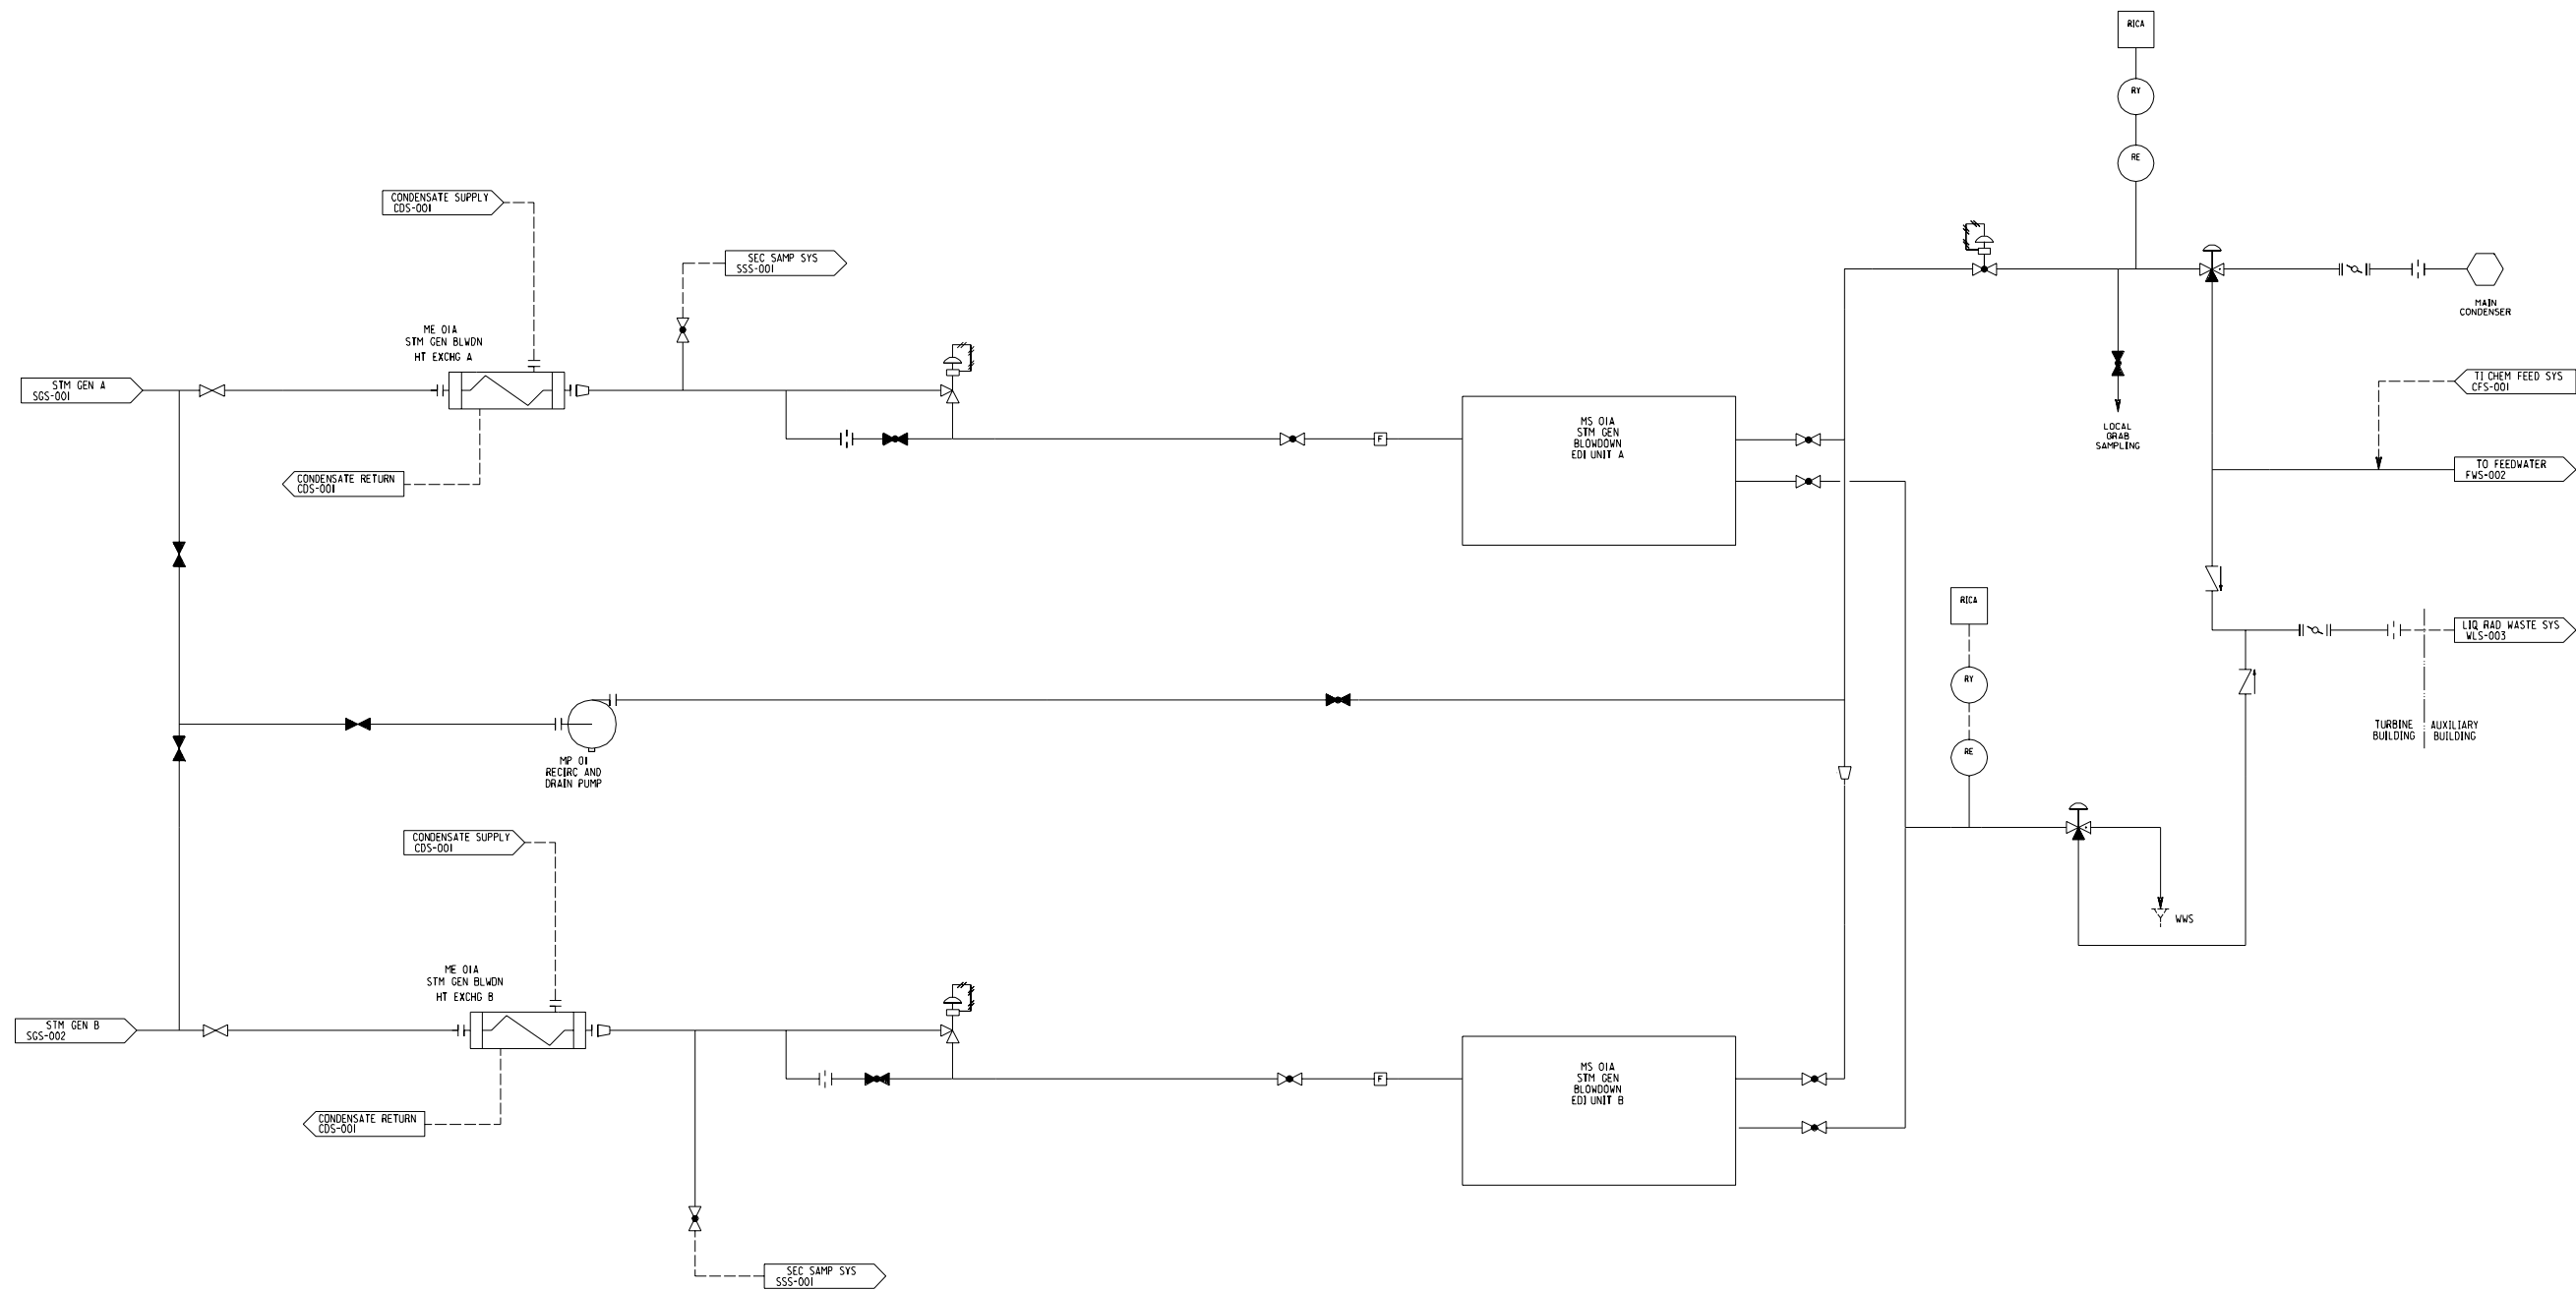 RICA
RY
RE
CONDENSATE SUPPLY
CDS-001
SEC SAMP SYS
SSS-001
ME 01A
STM GEN BLWDN
HT EXCHG A
STM GEN A
SGS-001
CONDENSATE RETURN
CDS-001
F
MS 01A
STM GEN
BLOWDOWN
EDI UNIT A
MAIN
CONDENSER
LOCAL
GRAB
SAMPLING
TI CHEM FEED SYS
CFS-001
TO FEEDWATER
FWS-002
RICA
RY
RE
LIQ RAD WASTE SYS
WLS-003
TURBINE
BUILDING
AUXILIARY
BUILDING
MP 01
RECIRC AND
DRAIN PUMP
CONDENSATE SUPPLY
CDS-001
WWS
ME 01A
STM GEN BLWDN
HT EXCHG B
STM GEN B
SGS-002
CONDENSATE RETURN
CDS-001
F
MS 01A
STM GEN
BLOWDOWN
EDI UNIT B
SEC SAMP SYS
SSS-001